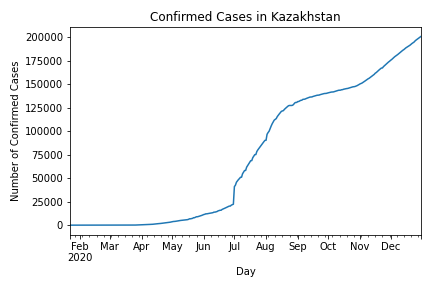 Confirmed Cases in Kazakhstan
Number of Confirmed Cases
200000
175000
150000
125000
100000
75000
50000
25000
0
Feb Mar Apr May Jun Jul Aug Sep Oct Nov Dec
2020
Day